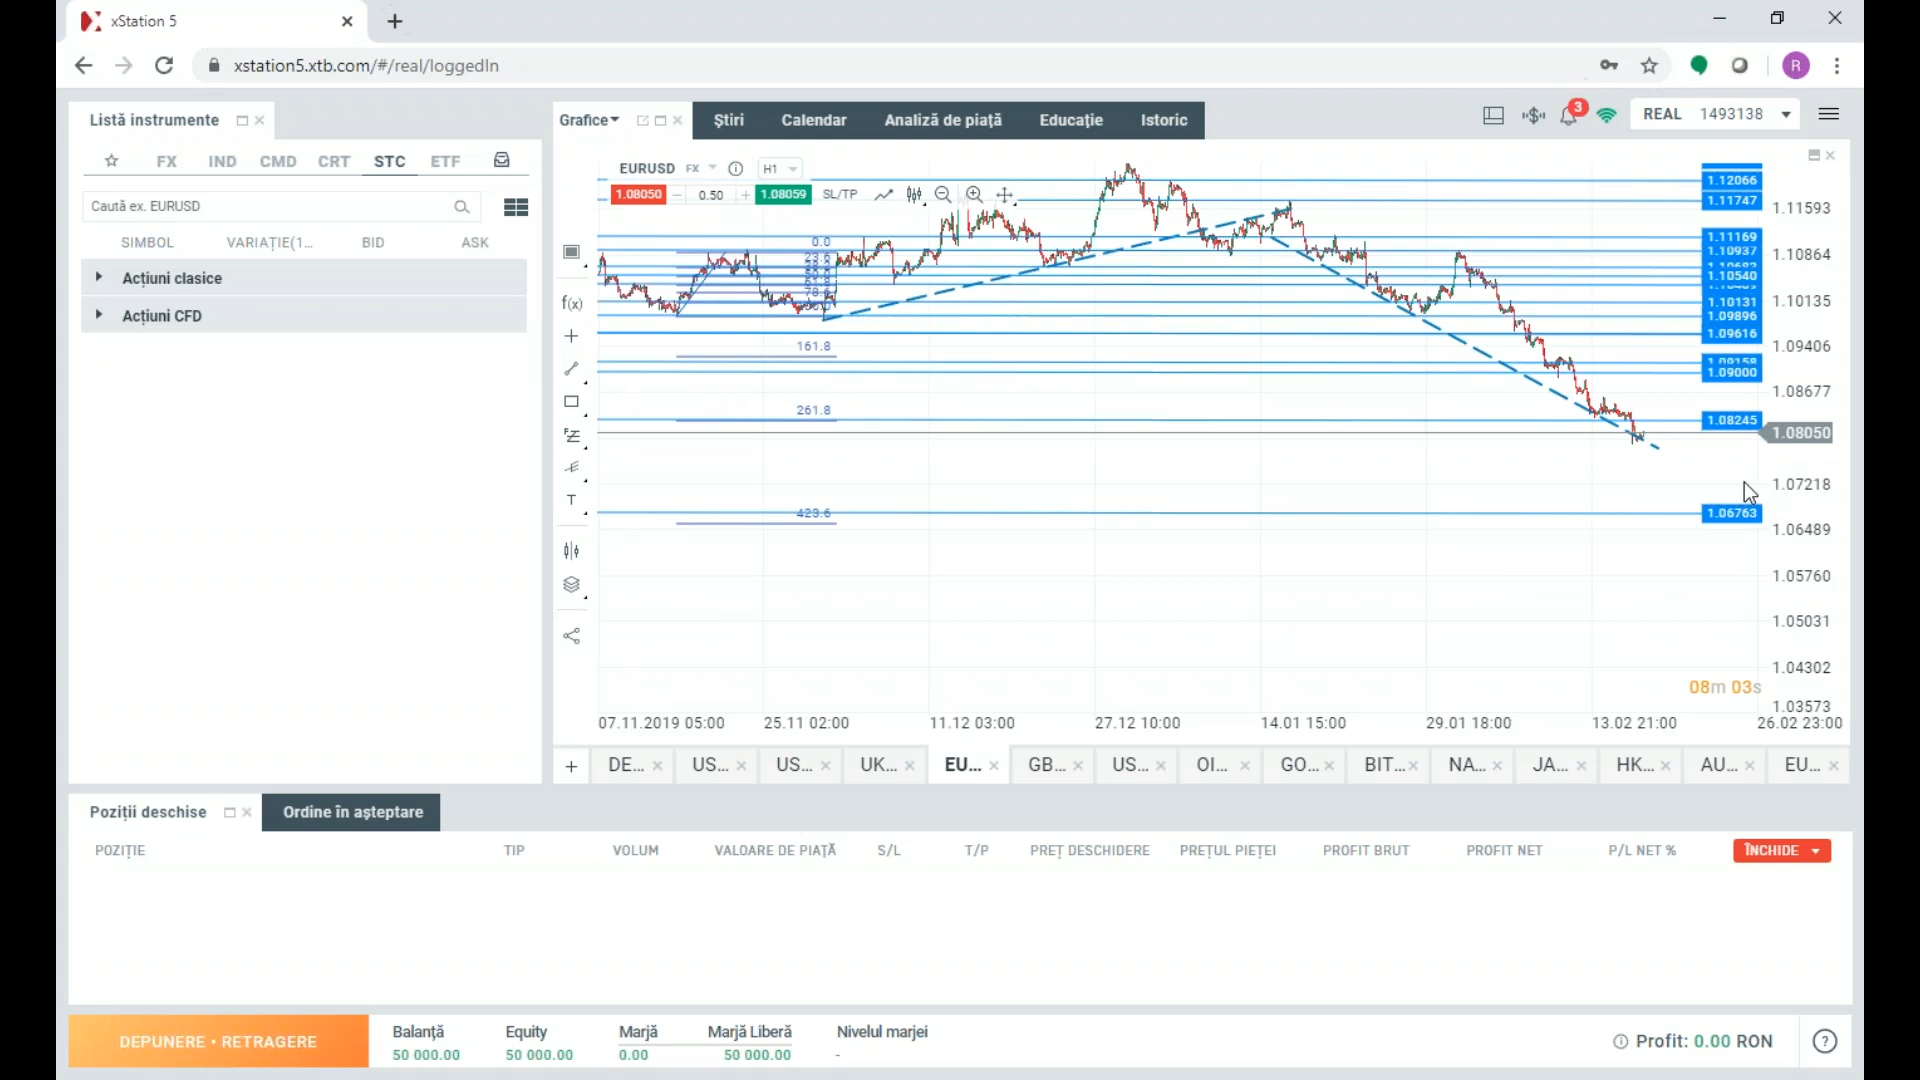 xStation 5
xstation5.xtb.com/#/real/loggedIn
R
Listă instrumente
Grafice
Știri
Calendar
Analiză de piață
Educație
Istoric
3
REAL 1493138
FX IND CMD CRT STC ETF
Caută ex. EURUSD
SIMBOL VARIAȚIE(1... BID ASK
Acțiuni clasice
Acțiuni CFD
EURUSD FX H1
1.08050 0.50 1.08059 SL/TP
f(x)
T
0.0
23.6
161.8
261.8
423.6
1.12066
1.11747
1.11169
1.10937
1.10540
1.10131
1.09896
1.09616
1.09158
1.09000
1.08245
1.06763
1.11593
1.10864
1.10135
1.09406
1.08677
1.08050
1.07218
1.06489
1.05760
1.05031
1.04302
1.03573
08m 03s
07.11.2019 05:00 25.11 02:00 11.12 03:00 27.12 10:00 14.01 15:00 29.01 18:00 13.02 21:00 26.02 23:00
DE... US... US... UK... EU... GB... US... OI... GO... BIT... NA... JA... HK... AU... EU...
Poziții deschise
Ordine în așteptare
POZIȚIE TIP VOLUM VALOARE DE PIAȚĂ S/L T/P PREȚ DESCHIDERE PREȚUL PIEȚEI PROFIT BRUT PROFIT NET P/L NET % ÎNCHIDE
DEPUNERE • RETRAGERE
Balanță Equity Marjă Marjă Liberă Nivelul marjei
50 000.00 50 000.00 0.00 50 000.00 -
Profit: 0.00 RON
?